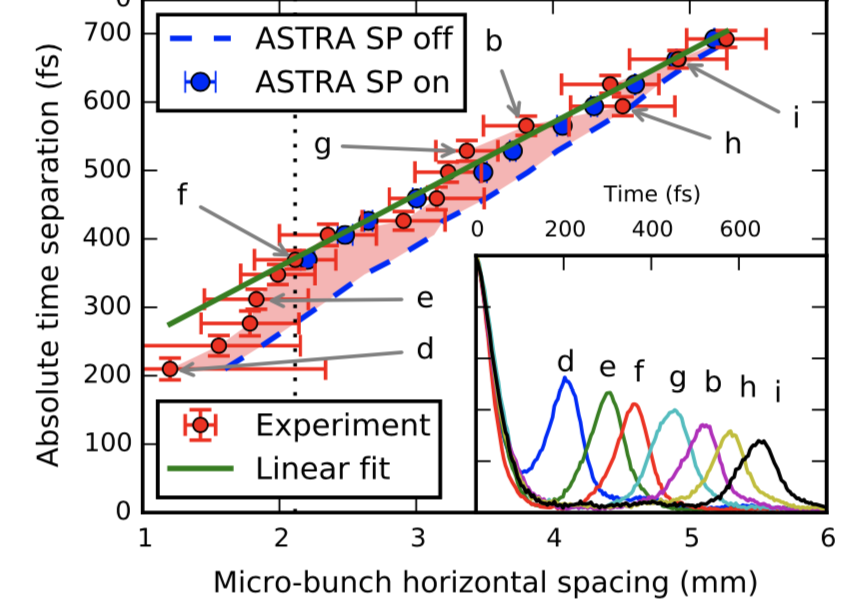 0
700
600
500
400
300
200
100
0
Absolute time separation (fs)
ASTRA SP off
ASTRA SP on
b
g
f
i
h
e
d
Time (fs)
0 200 400 600
d e f g b h i
Experiment
Linear fit
1 2 3 4 5 6
Micro-bunch horizontal spacing (mm)